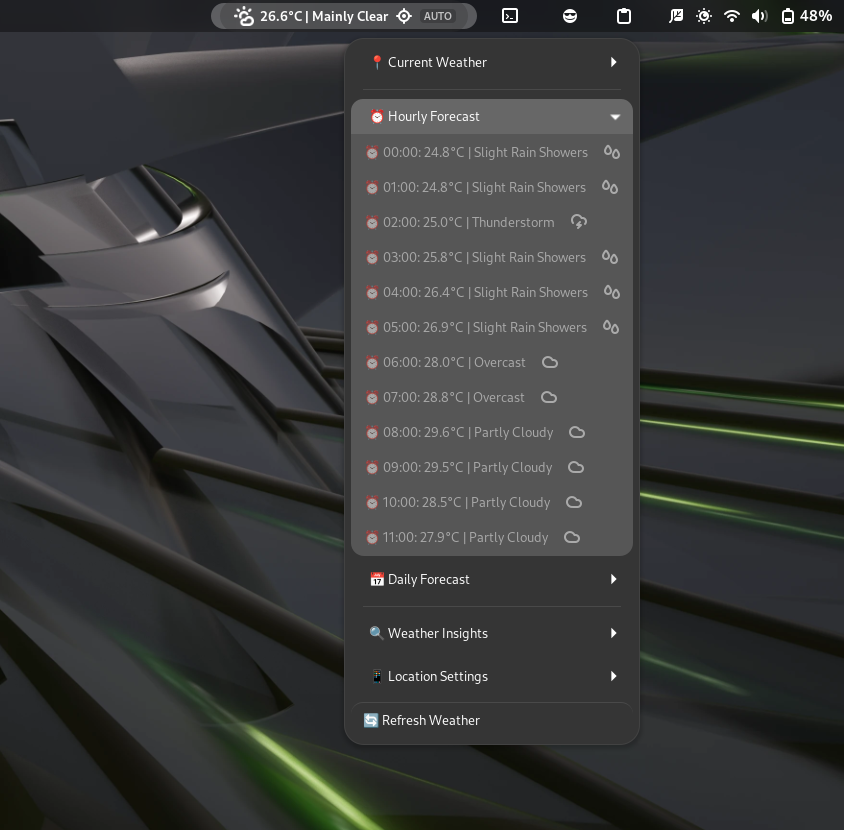 26.6°C | Mainly Clear AUTO 48%
📍 Current Weather
⏰ Hourly Forecast
⏰ 00:00: 24.8°C | Slight Rain Showers
⏰ 01:00: 24.8°C | Slight Rain Showers
⏰ 02:00: 25.0°C | Thunderstorm
⏰ 03:00: 25.8°C | Slight Rain Showers
⏰ 04:00: 26.4°C | Slight Rain Showers
⏰ 05:00: 26.9°C | Slight Rain Showers
⏰ 06:00: 28.0°C | Overcast
⏰ 07:00: 28.8°C | Overcast
⏰ 08:00: 29.6°C | Partly Cloudy
⏰ 09:00: 29.5°C | Partly Cloudy
⏰ 10:00: 28.5°C | Partly Cloudy
⏰ 11:00: 27.9°C | Partly Cloudy
📅 Daily Forecast
🔍 Weather Insights
📱 Location Settings
🔄 Refresh Weather